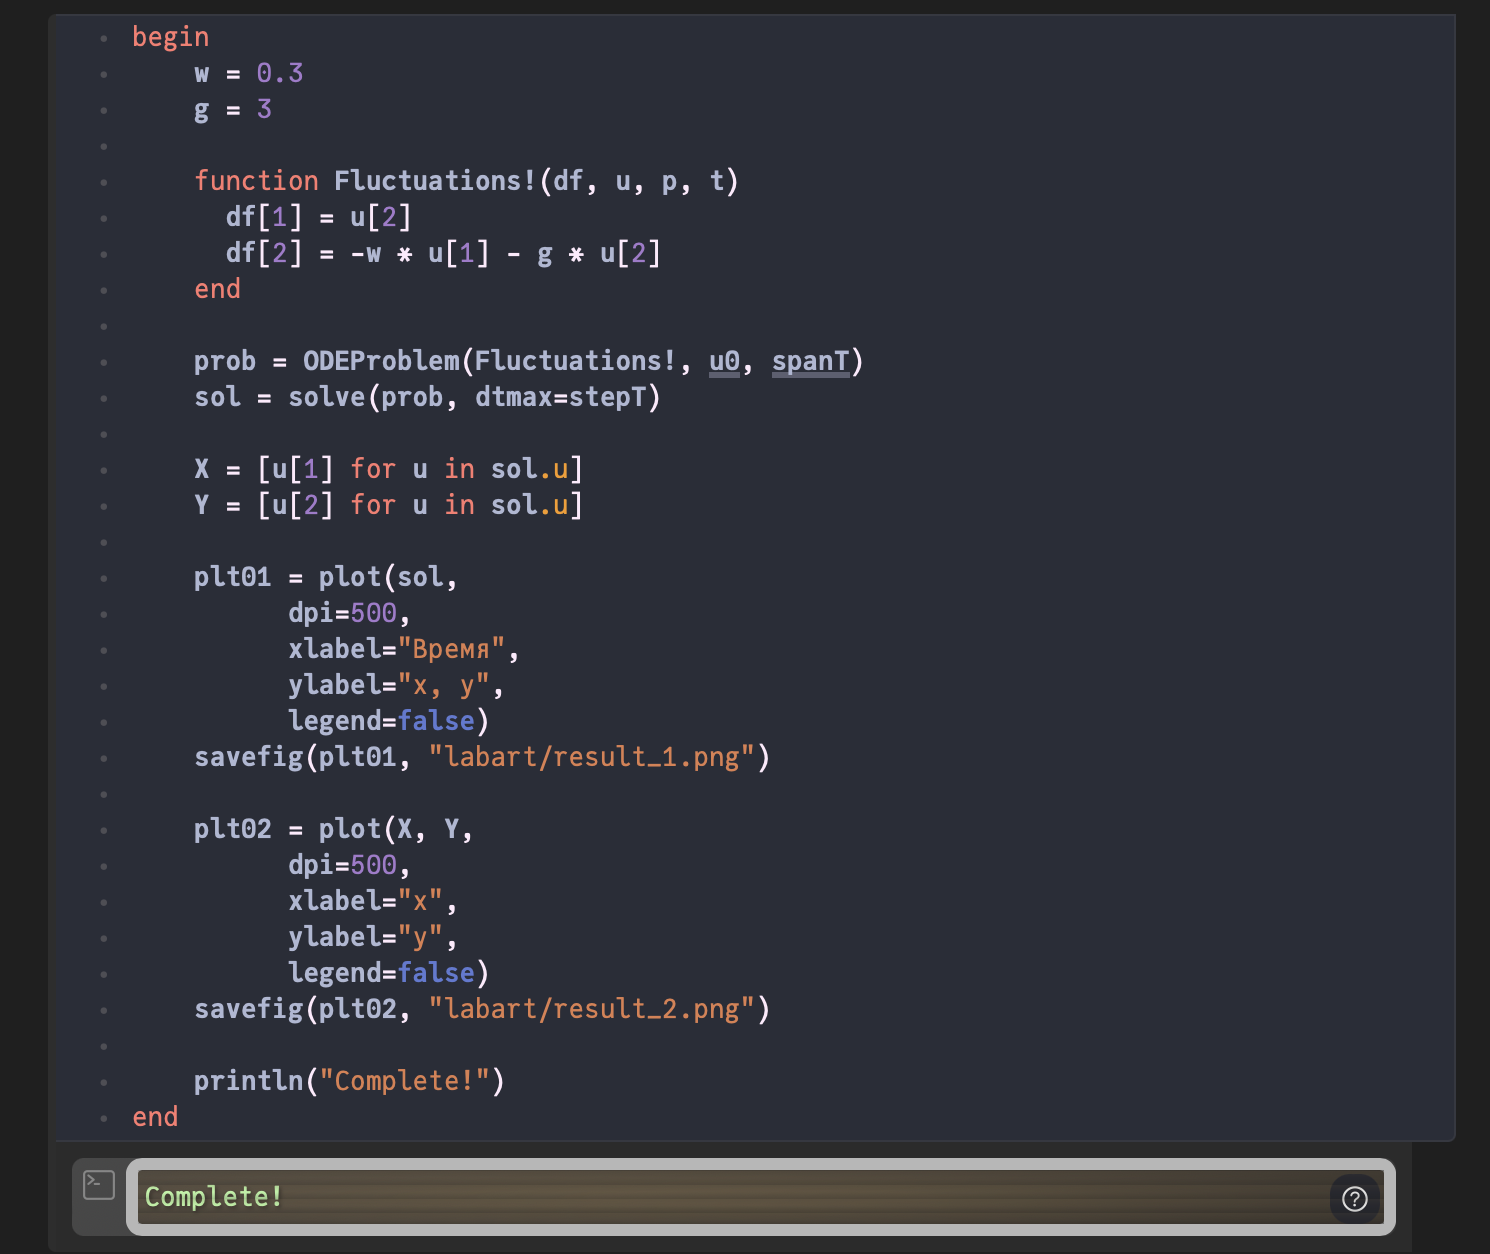 begin
    w = 0.3
    g = 3

    function Fluctuations!(df, u, p, t)
      df[1] = u[2]
      df[2] = -w * u[1] - g * u[2]
    end

    prob = ODEProblem(Fluctuations!, u0, spanT)
    sol = solve(prob, dtmax=stepT)

    X = [u[1] for u in sol.u]
    Y = [u[2] for u in sol.u]

    plt01 = plot(sol,
          dpi=500,
          xlabel="Время",
          ylabel="x, y",
          legend=false)
    savefig(plt01, "labart/result_1.png")

    plt02 = plot(X, Y,
          dpi=500,
          xlabel="x",
          ylabel="y",
          legend=false)
    savefig(plt02, "labart/result_2.png")

    println("Complete!")
end
Complete!